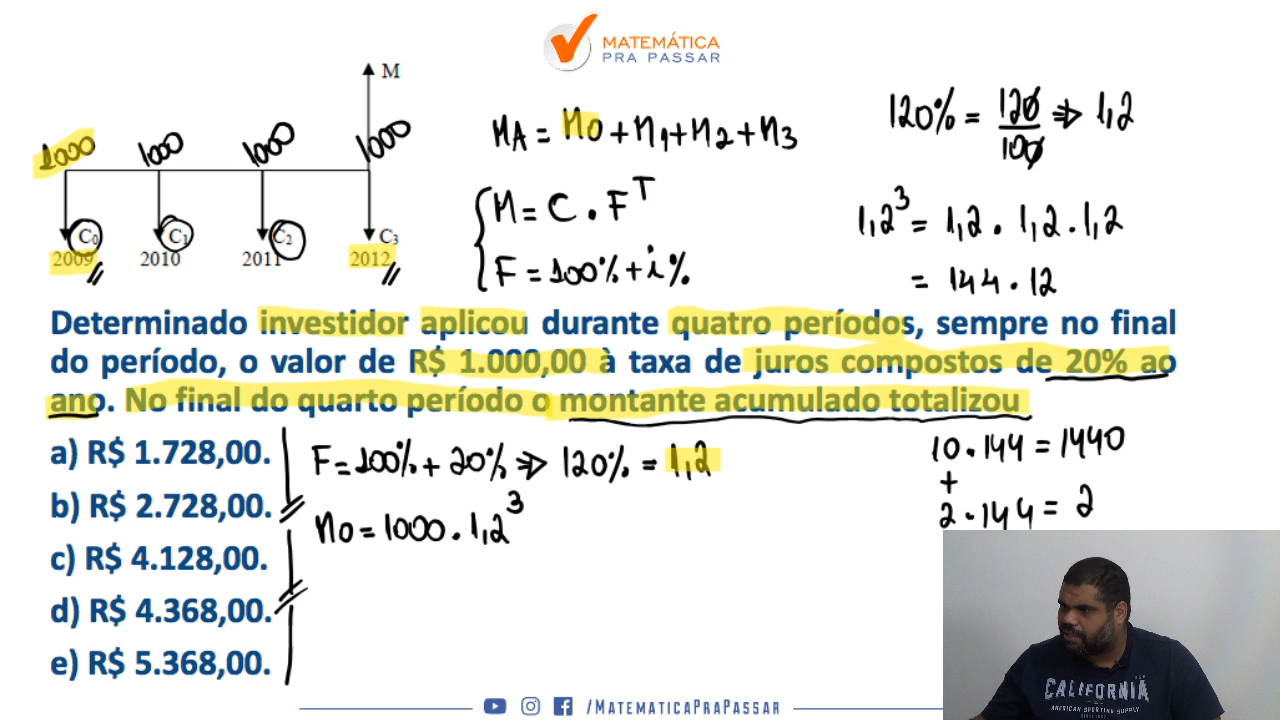 MATEMÁTICA
PRA PASSAR
M
1000 1000 1000 1000
C₀ C₁ C₂ C₃
2009 2010 2011 2012
MA = M0 + M1 + M2 + M3
M = C . F^T
F = 100% + i%
120% = 120/100 ⇒ 1,2
1,2³ = 1,2 . 1,2 . 1,2
= 144 . 12
Determinado investidor aplicou durante quatro períodos, sempre no final
do período, o valor de R$ 1.000,00 à taxa de juros compostos de 20% ao
ano. No final do quarto período o montante acumulado totalizou
a) R$ 1.728,00.
b) R$ 2.728,00.
c) R$ 4.128,00.
d) R$ 4.368,00.
e) R$ 5.368,00.
F = 100% + 20% ⇒ 120% = 1,2
M0 = 1000 . 1,2³
10 . 144 = 1440
+
2 . 144 = 2
CALIFORNIA
AMERICAN SPORTING SUPPLY
/MATEMATICAPRAPASSAR